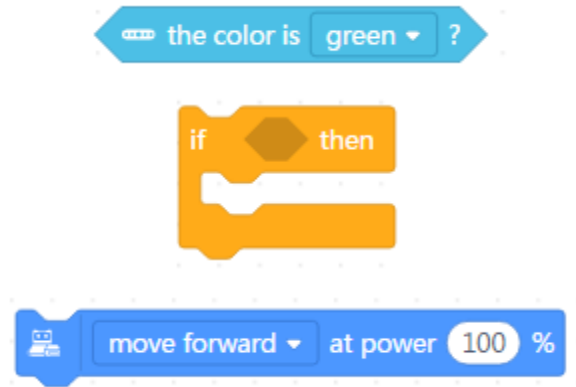 the color is green ?
if then
move forward at power 100 %